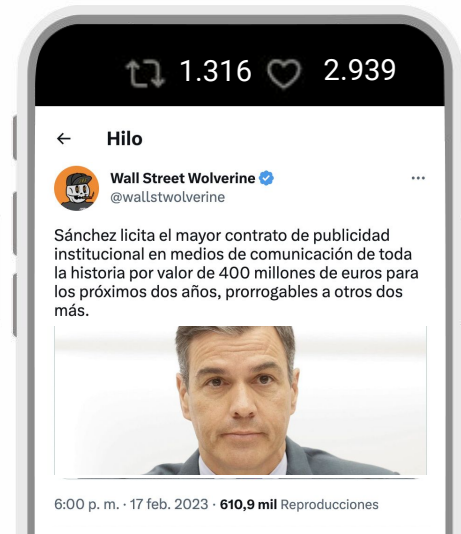 1.316 2.939
Hilo
Wall Street Wolverine
@wallstwolverine
Sánchez licita el mayor contrato de publicidad
institucional en medios de comunicación de toda
la historia por valor de 400 millones de euros para
los próximos dos años, prorrogables a otros dos
más.
6:00 p. m. · 17 feb. 2023 · 610,9 mil Reproducciones